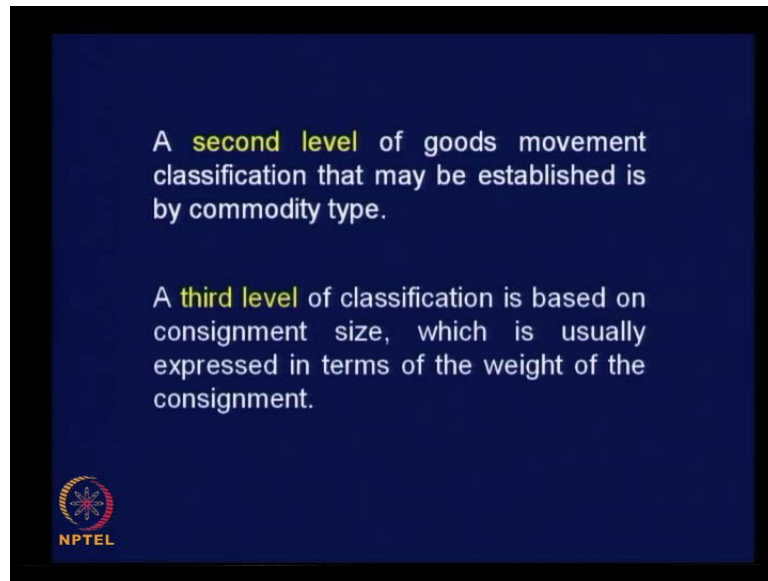 A second level of goods movement
classification that may be established is
by commodity type.
A third level of classification is based on
consignment size, which is usually
expressed in terms of the weight of the
consignment.
NPTEL